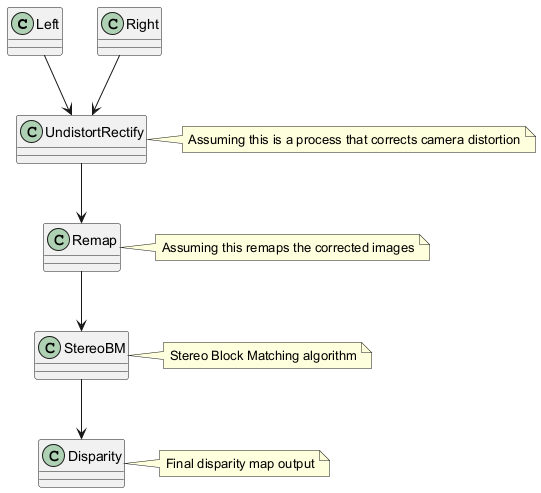 C Left
C Right
C UndistortRectify
Assuming this is a process that corrects camera distortion
C Remap
Assuming this remaps the corrected images
C StereoBM
Stereo Block Matching algorithm
C Disparity
Final disparity map output